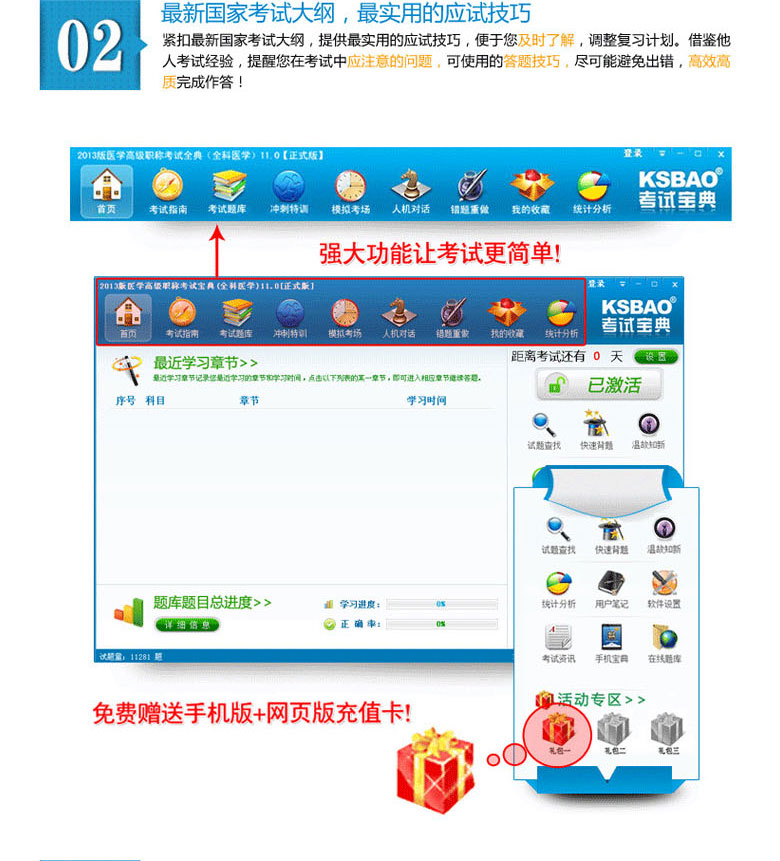 02
最新国家考试大纲，最实用的应试技巧
紧扣最新国家考试大纲，提供最实用的应试技巧，便于您及时了解，调整复习计划。借鉴他
人考试经验，提醒您在考试中应注意的问题，可使用的答题技巧，尽可能避免出错，高效高
质完成作答！
2013版医学高级职称考试全典（全科医学）11.0【正式版】
登录
首页 考试指南 考试题库 冲刺特训 模拟考场 人机对话 错题重做 我的收藏 统计分析
KSBAO®
考试宝典
强大功能让考试更简单!
2013版医学高级职称考试宝典(全科医学)11.0[正式版]
登录
首页 考试指南 考试题库 冲刺特训 模拟考场 人机对话 错题重做 我的收藏 统计分析
KSBAO®
考试宝典
最近学习章节>>
最近学习章节记录您最近学习的章节和学习时间，点击以下列表的某一章节，即可进入相应章节继续答题。
序号 科目 章节 学习时间
距离考试还有 0 天 设置
已激活
试题查找 快速背题 温故知新
试题查找 快速背题 温故知新
统计分析 用户笔记 软件设置
考试资讯 手机宝典 在线题库
活动专区>>
礼包一 礼包二 礼包三
题库题目总进度>>
详细信息
学习进度： 0%
正 确 率： 0%
试题量：11281 题
免费赠送手机版+网页版充值卡!